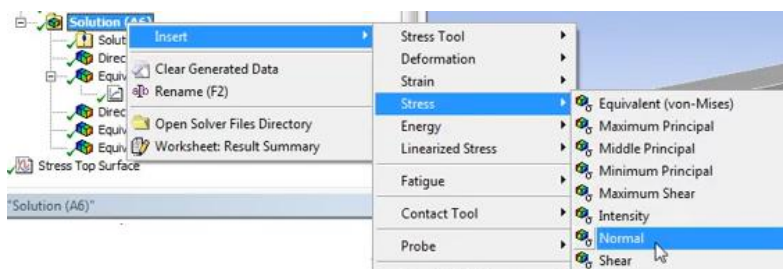 Solution (A6)
Solut
Direc
Equiv
Direc
Equiv
Equiv
Stress Top Surface
"Solution (A6)"
Insert
Clear Generated Data
Rename (F2)
Open Solver Files Directory
Worksheet: Result Summary
Stress Tool
Deformation
Strain
Stress
Energy
Linearized Stress
Fatigue
Contact Tool
Probe
Equivalent (von-Mises)
Maximum Principal
Middle Principal
Minimum Principal
Maximum Shear
Intensity
Normal
Shear